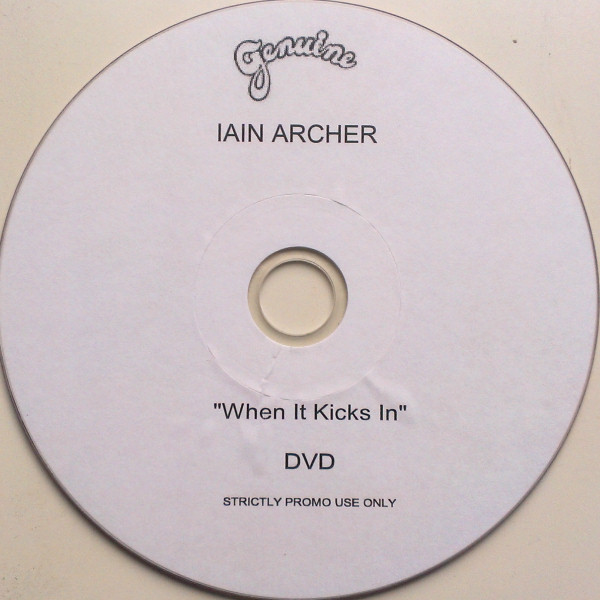 Genuine
IAIN ARCHER
"When It Kicks In"
DVD
STRICTLY PROMO USE ONLY